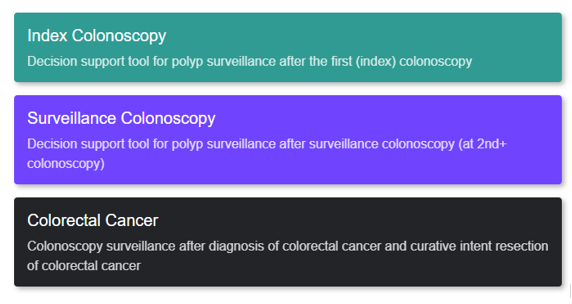 Index Colonoscopy
Decision support tool for polyp surveillance after the first (index) colonoscopy
Surveillance Colonoscopy
Decision support tool for polyp surveillance after surveillance colonoscopy (at 2nd+
colonoscopy)
Colorectal Cancer
Colonoscopy surveillance after diagnosis of colorectal cancer and curative intent resection
of colorectal cancer